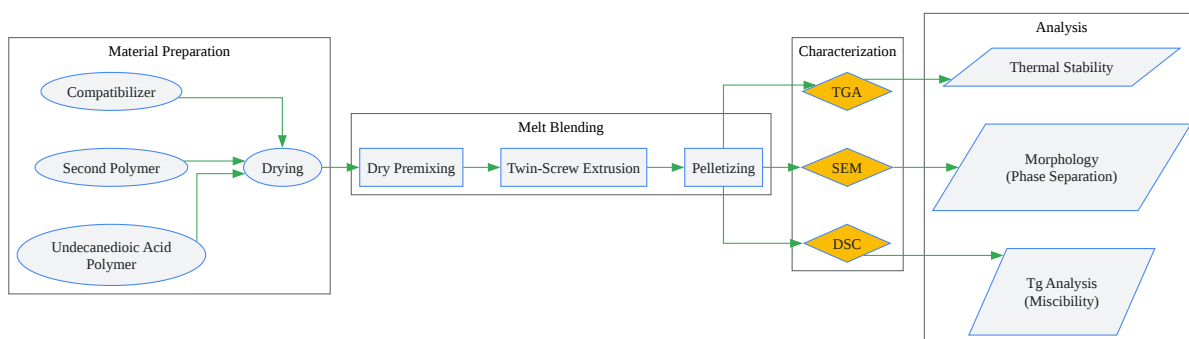 Material Preparation
Compatibilizer
Second Polymer
Undecanedioic Acid
Polymer
Drying
Melt Blending
Dry Premixing
Twin-Screw Extrusion
Pelletizing
Characterization
TGA
SEM
DSC
Analysis
Thermal Stability
Morphology
(Phase Separation)
Tg Analysis
(Miscibility)